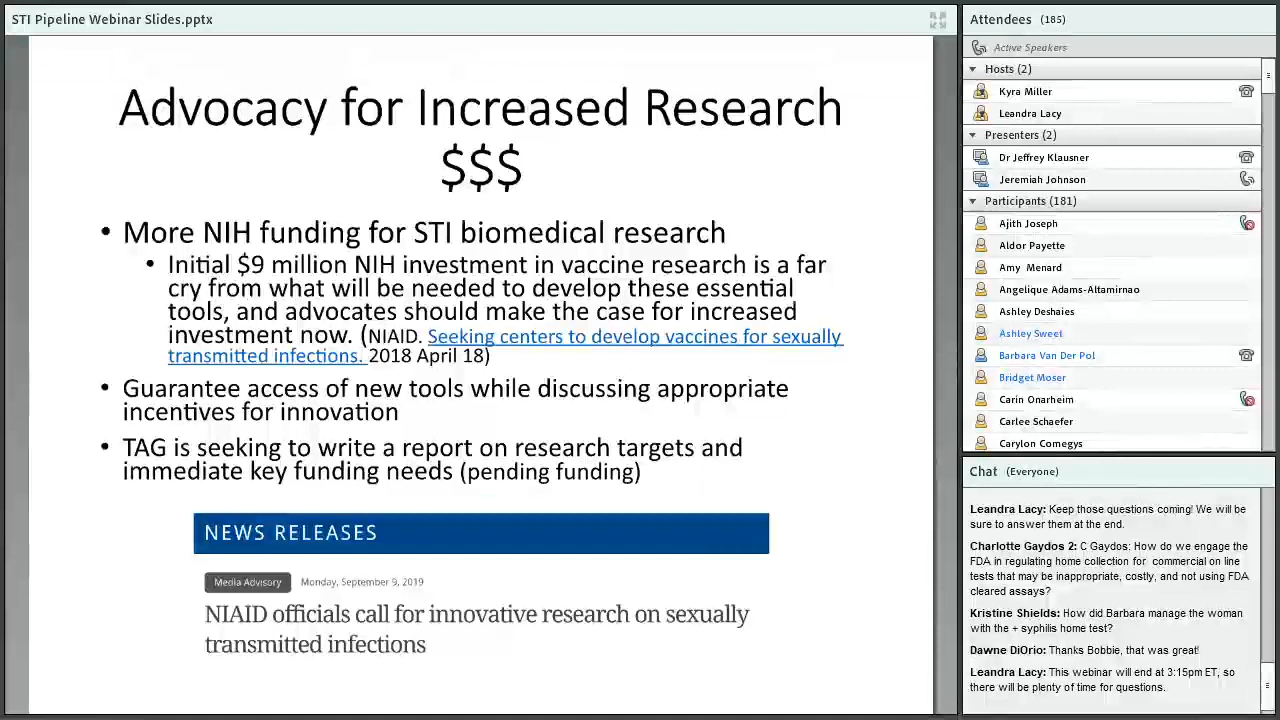 STI Pipeline Webinar Slides.pptx
Advocacy for Increased Research
$$$
• More NIH funding for STI biomedical research
• Initial $9 million NIH investment in vaccine research is a far
cry from what will be needed to develop these essential
tools, and advocates should make the case for increased
investment now. (NIAID. Seeking centers to develop vaccines for sexually
transmitted infections. 2018 April 18)
• Guarantee access of new tools while discussing appropriate
incentives for innovation
• TAG is seeking to write a report on research targets and
immediate key funding needs (pending funding)
NEWS RELEASES
Media Advisory Monday, September 9, 2019
NIAID officials call for innovative research on sexually
transmitted infections
Attendees (185)
Active Speakers
Hosts (2)
Kyra Miller
Leandra Lacy
Presenters (2)
Dr Jeffrey Klausner
Jeremiah Johnson
Participants (181)
Ajith Joseph
Aldor Payette
Amy Menard
Angelique Adams-Altamirnao
Ashley Deshaies
Ashley Sweet
Barbara Van Der Pol
Bridget Moser
Carin Onarheim
Carlee Schaefer
Carylon Comegys
Chat (Everyone)
Leandra Lacy: Keep those questions coming! We will be
sure to answer them at the end.
Charlotte Gaydos 2: C Gaydos: How do we engage the
FDA in regulating home collection for commercial on line
tests that may be inappropriate, costly, and not using FDA
cleared assays?
Kristine Shields: How did Barbara manage the woman
with the + syphilis home test?
Dawne DiOrio: Thanks Bobbie, that was great!
Leandra Lacy: This webinar will end at 3:15pm ET, so
there will be plenty of time for questions.